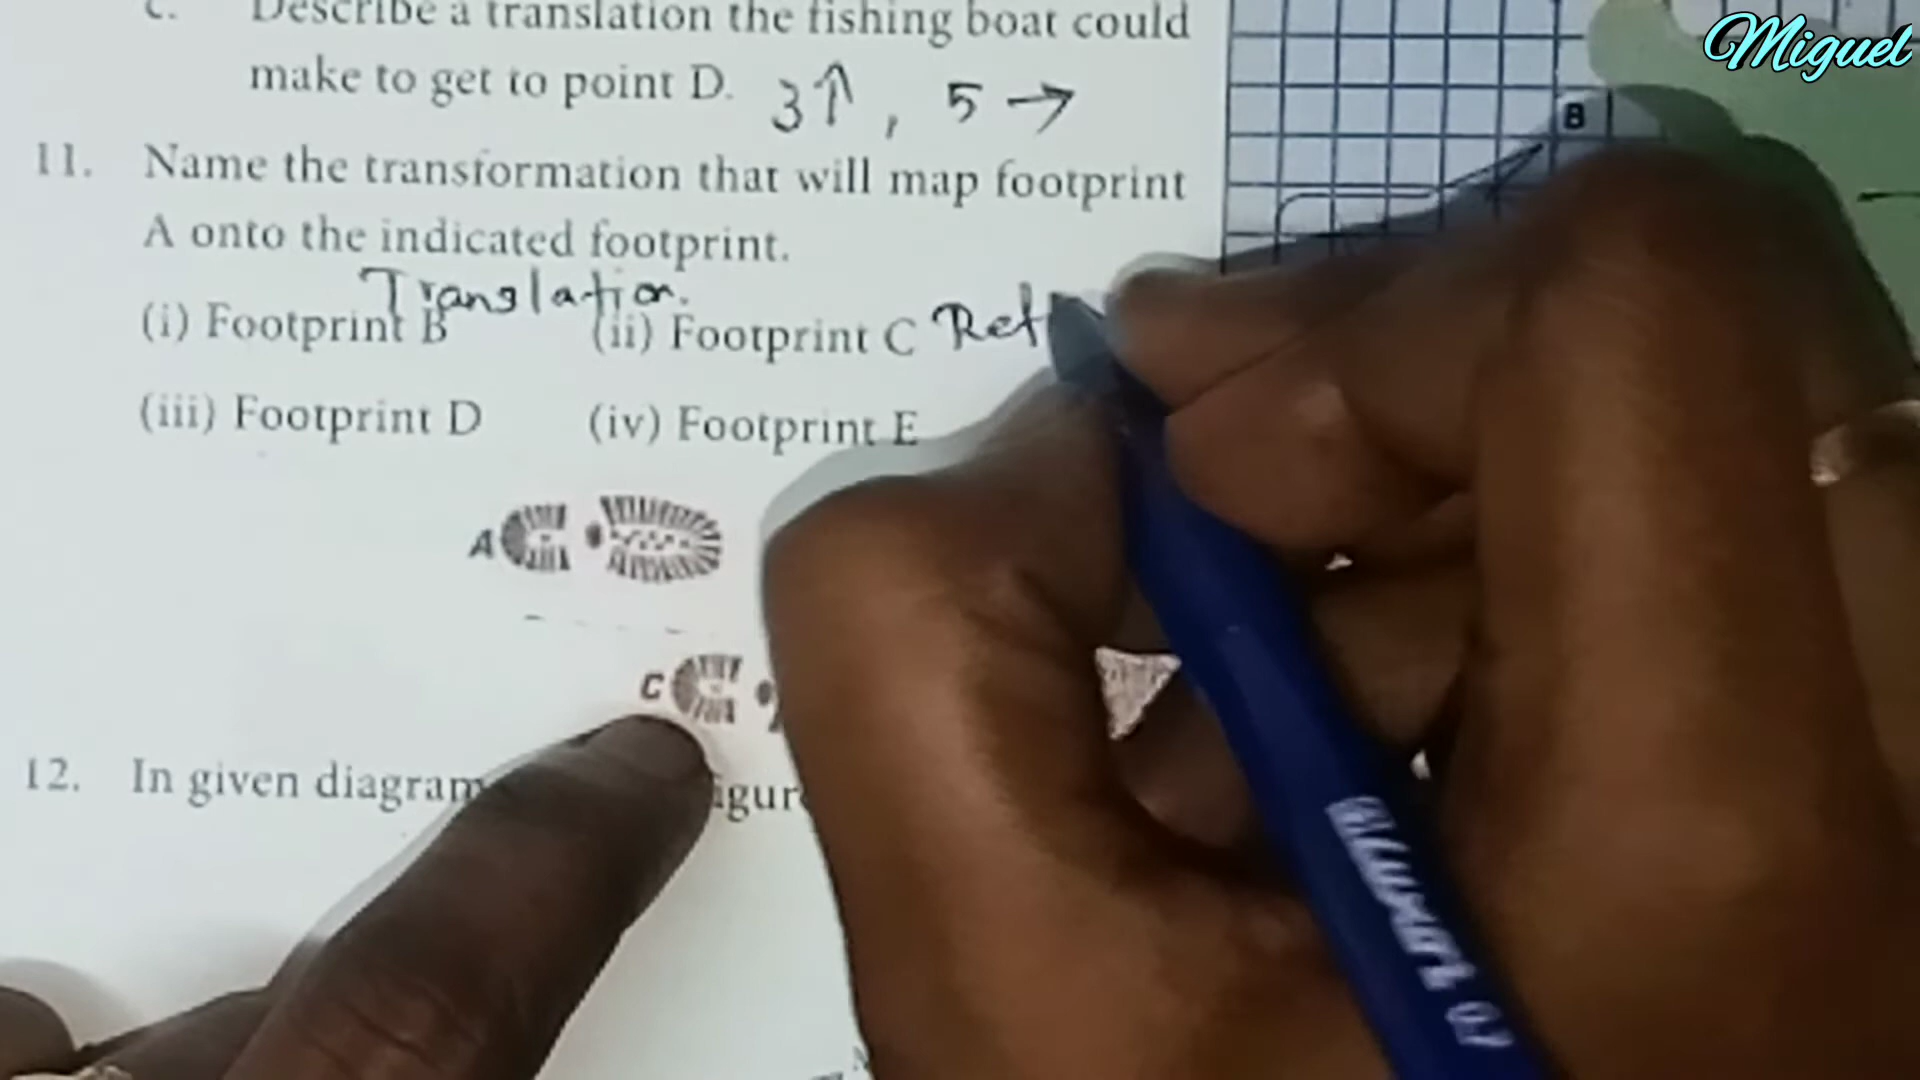 c. Describe a translation the fishing boat could
make to get to point D. 3↑, 5 →
11. Name the transformation that will map footprint
A onto the indicated footprint.
Translation.
(i) Footprint B (ii) Footprint C Ref
(iii) Footprint D (iv) Footprint E
A
C
12. In given diagram
B
Miguel
0.7